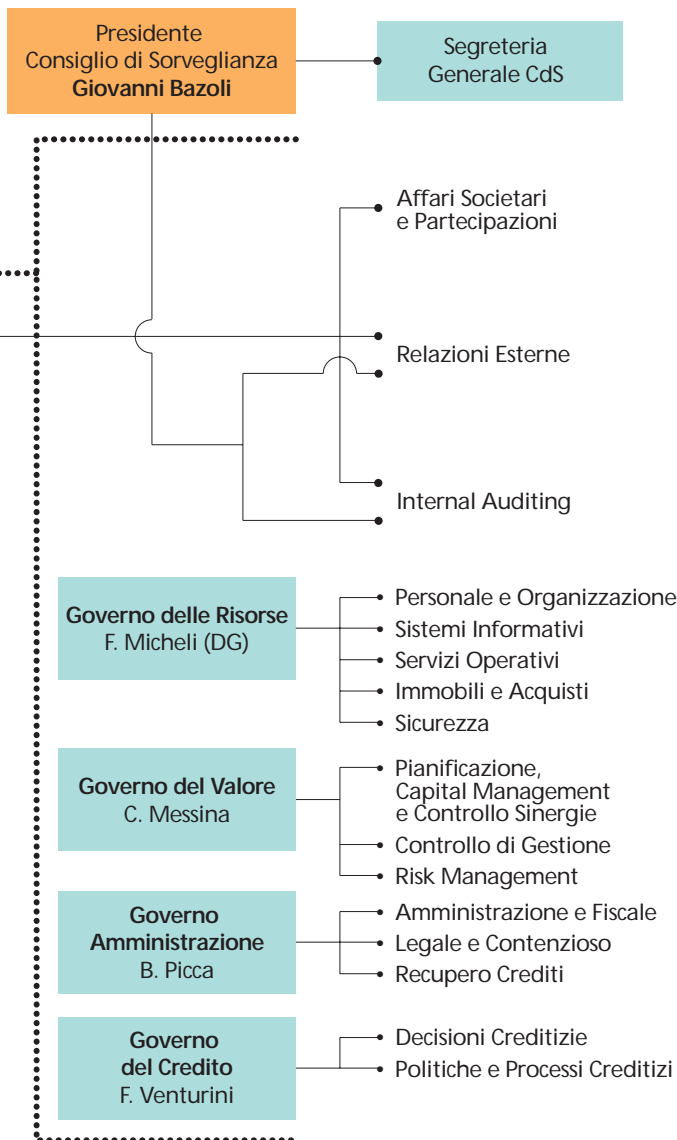 Presidente
Consiglio di Sorveglianza
Giovanni Bazoli
Segreteria
Generale CdS
Affari Societari
e Partecipazioni
Relazioni Esterne
Internal Auditing
Governo delle Risorse
F. Micheli (DG)
Personale e Organizzazione
Sistemi Informativi
Servizi Operativi
Immobili e Acquisti
Sicurezza
Governo del Valore
C. Messina
Pianificazione,
Capital Management
e Controllo Sinergie
Controllo di Gestione
Risk Management
Governo
Amministrazione
B. Picca
Amministrazione e Fiscale
Legale e Contenzioso
Recupero Crediti
Governo
del Credito
F. Venturini
Decisioni Creditizie
Politiche e Processi Creditizi